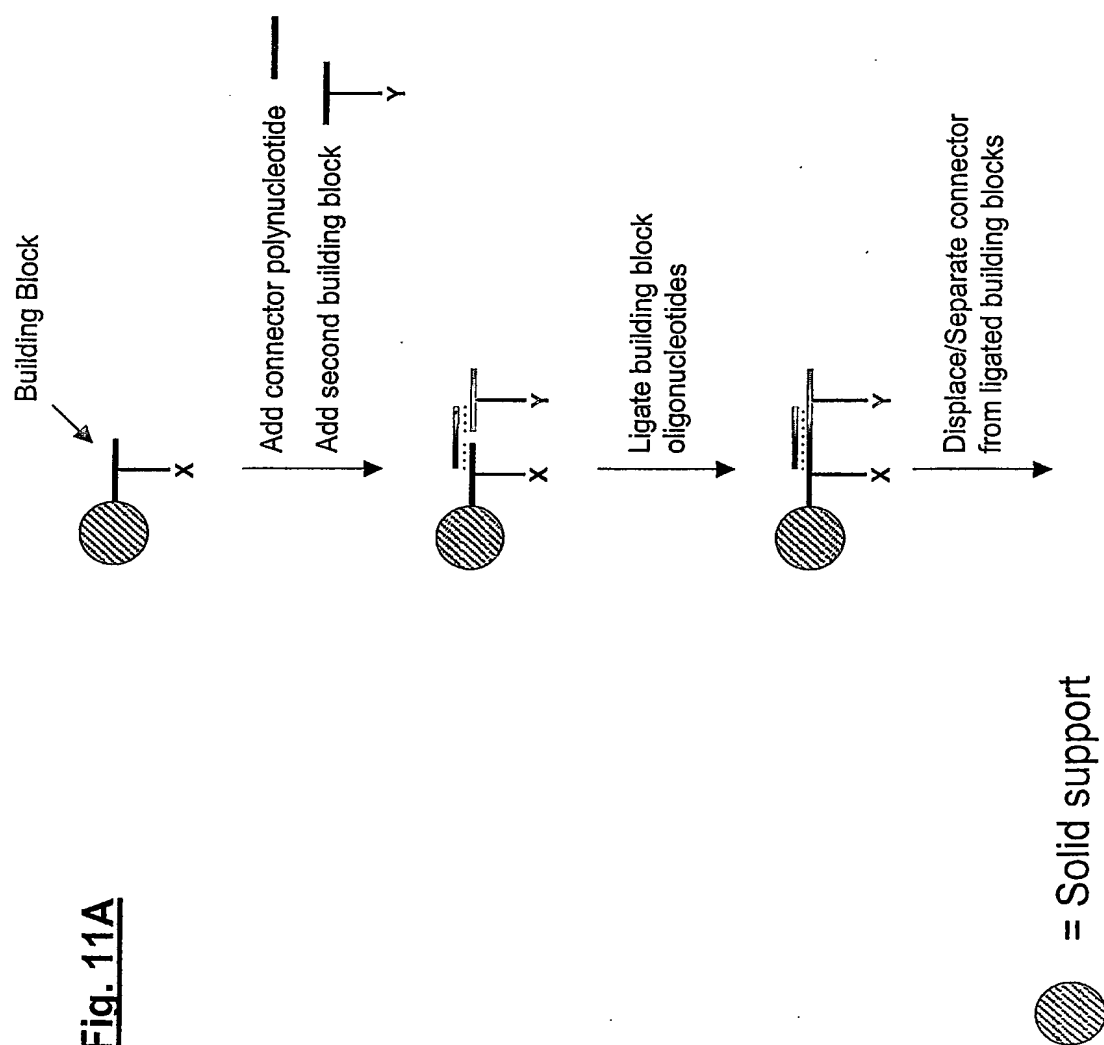 Fig. 11A
Building Block
X
Add connector polynucleotide
Add second building block
Y
X
Y
Ligate building block
oligonucleotides
X
Y
Displace/Separate connector
from ligated building blocks
= Solid support